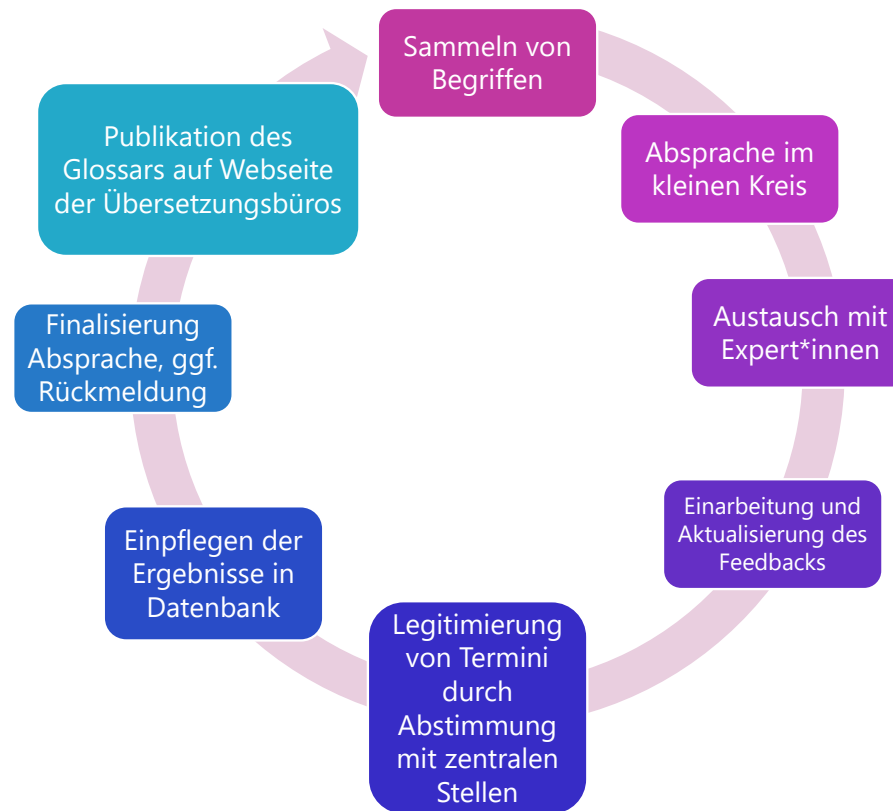 Sammeln von
Begriffen
Absprache im
kleinen Kreis
Austausch mit
Expert*innen
Einarbeitung und
Aktualisierung des
Feedbacks
Legitimierung
von Termini
durch
Abstimmung
mit zentralen
Stellen
Einpflegen der
Ergebnisse in
Datenbank
Finalisierung
Absprache, ggf.
Rückmeldung
Publikation des
Glossars auf Webseite
der Übersetzungsbüros